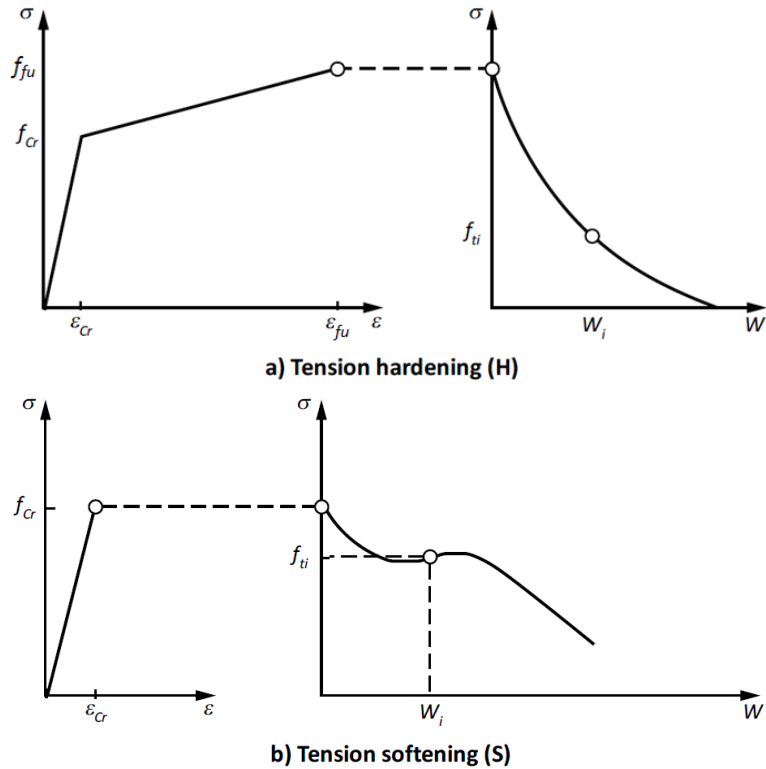 σ
σ
f_fu
f_Cr
f_ti
ε_Cr
ε_fu
ε
W_i
W
a) Tension hardening (H)
σ
σ
f_Cr
f_ti
ε_Cr
ε
W_i
W
b) Tension softening (S)